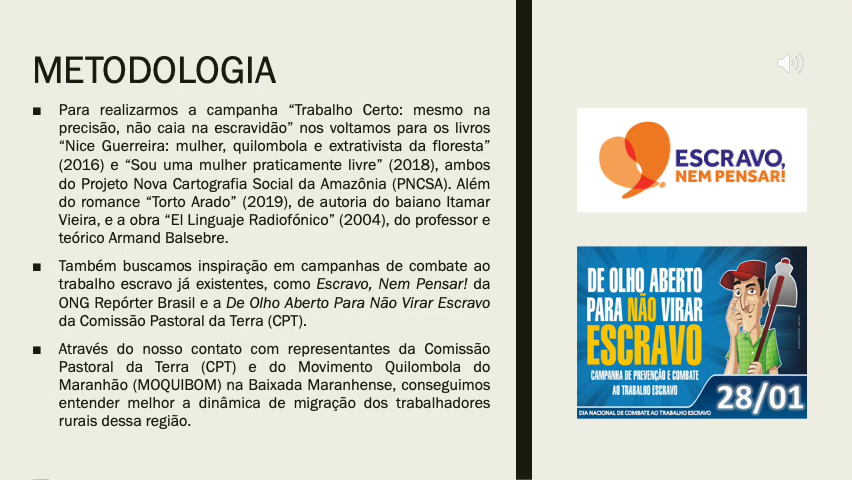 METODOLOGIA
■ Para realizarmos a campanha “Trabalho Certo: mesmo na
precisão, não caia na escravidão” nos voltamos para os livros
“Nice Guerreira: mulher, quilombola e extrativista da floresta”
(2016) e “Sou uma mulher praticamente livre” (2018), ambos
do Projeto Nova Cartografia Social da Amazônia (PNCSA). Além
do romance “Torto Arado” (2019), de autoria do baiano Itamar
Vieira, e a obra “El Linguaje Radiofónico” (2004), do professor e
teórico Armand Balsebre.
■ Também buscamos inspiração em campanhas de combate ao
trabalho escravo já existentes, como Escravo, Nem Pensar! da
ONG Repórter Brasil e a De Olho Aberto Para Não Virar Escravo
da Comissão Pastoral da Terra (CPT).
■ Através do nosso contato com representantes da Comissão
Pastoral da Terra (CPT) e do Movimento Quilombola do
Maranhão (MOQUIBOM) na Baixada Maranhense, conseguimos
entender melhor a dinâmica de migração dos trabalhadores
rurais dessa região.
ESCRAVO,
NEM PENSAR!
DE OLHO ABERTO
PARA NÃO VIRAR
ESCRAVO
CAMPANHA DE PREVENÇÃO E COMBATE
AO TRABALHO ESCRAVO
28/01
DIA NACIONAL DE COMBATE AO TRABALHO ESCRAVO